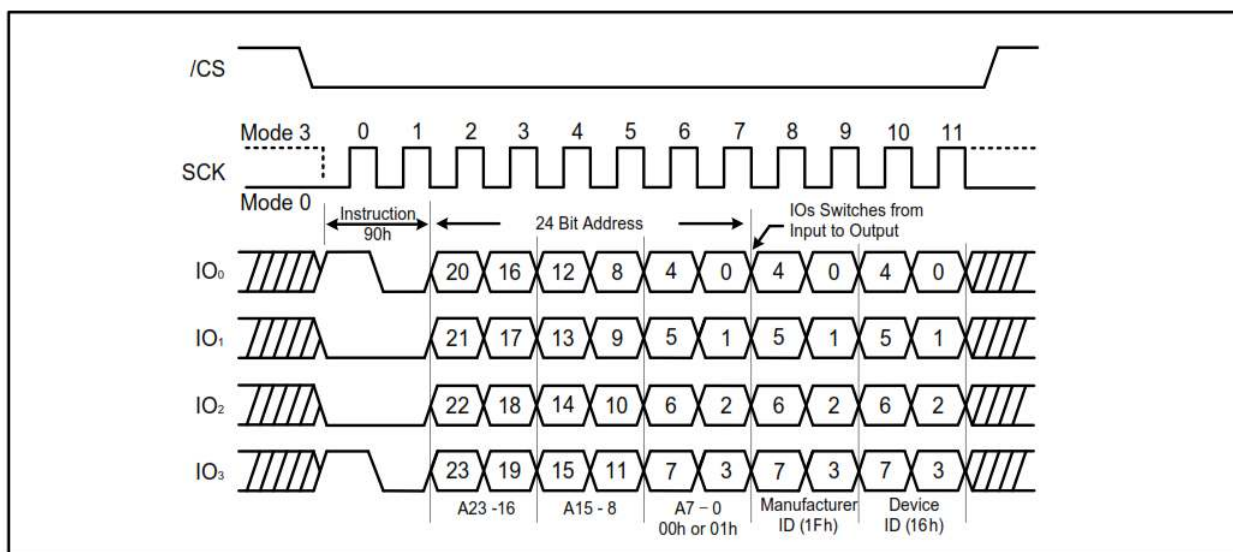 /CS
Mode 3 0 1 2 3 4 5 6 7 8 9 10 11
SCK
Mode 0
Instruction
90h
24 Bit Address
IOs Switches from
Input to Output
IO₀ 20 16 12 8 4 0 4 0 4 0
IO₁ 21 17 13 9 5 1 5 1 5 1
IO₂ 22 18 14 10 6 2 6 2 6 2
IO₃ 23 19 15 11 7 3 7 3 7 3
A23 -16
A15 - 8
A7 – 0
00h or 01h
Manufacturer
ID (1Fh)
Device
ID (16h)